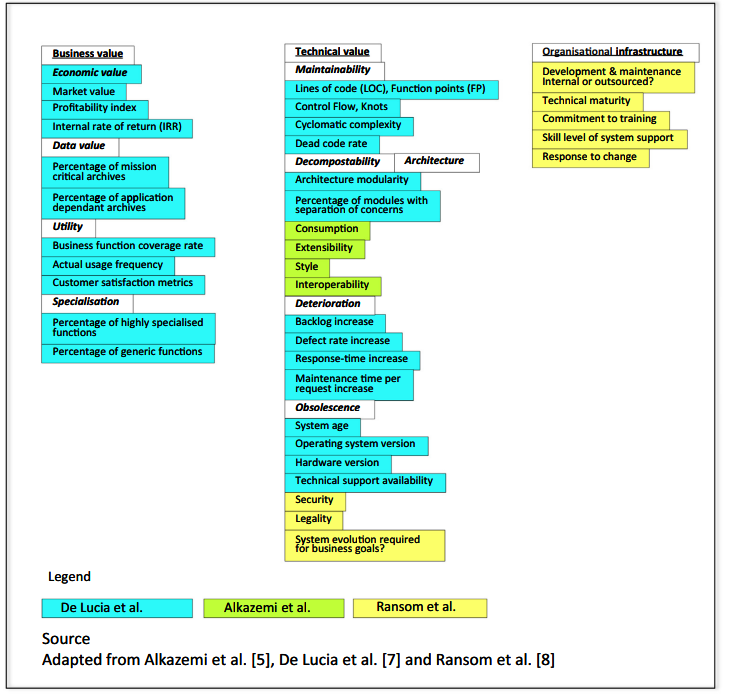 Business value
Economic value
Market value
Profitability index
Internal rate of return (IRR)
Data value
Percentage of mission
critical archives
Percentage of application
dependant archives
Utility
Business function coverage rate
Actual usage frequency
Customer satisfaction metrics
Specialisation
Percentage of highly specialised
functions
Percentage of generic functions
Technical value
Maintainability
Lines of code (LOC), Function points (FP)
Control Flow, Knots
Cyclomatic complexity
Dead code rate
Decompostability Architecture
Architecture modularity
Percentage of modules with
separation of concerns
Consumption
Extensibility
Style
Interoperability
Deterioration
Backlog increase
Defect rate increase
Response-time increase
Maintenance time per
request increase
Obsolescence
System age
Operating system version
Hardware version
Technical support availability
Security
Legality
System evolution required
for business goals?
Organisational infrastructure
Development & maintenance
Internal or outsourced?
Technical maturity
Commitment to training
Skill level of system support
Response to change
Legend
De Lucia et al. Alkazemi et al. Ransom et al.
Source
Adapted from Alkazemi et al. [5], De Lucia et al. [7] and Ransom et al. [8]